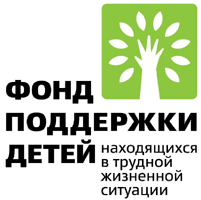 ФОНД
ПОДДЕРЖКИ
ДЕТЕЙ
находящихся
в трудной
жизненной
ситуации